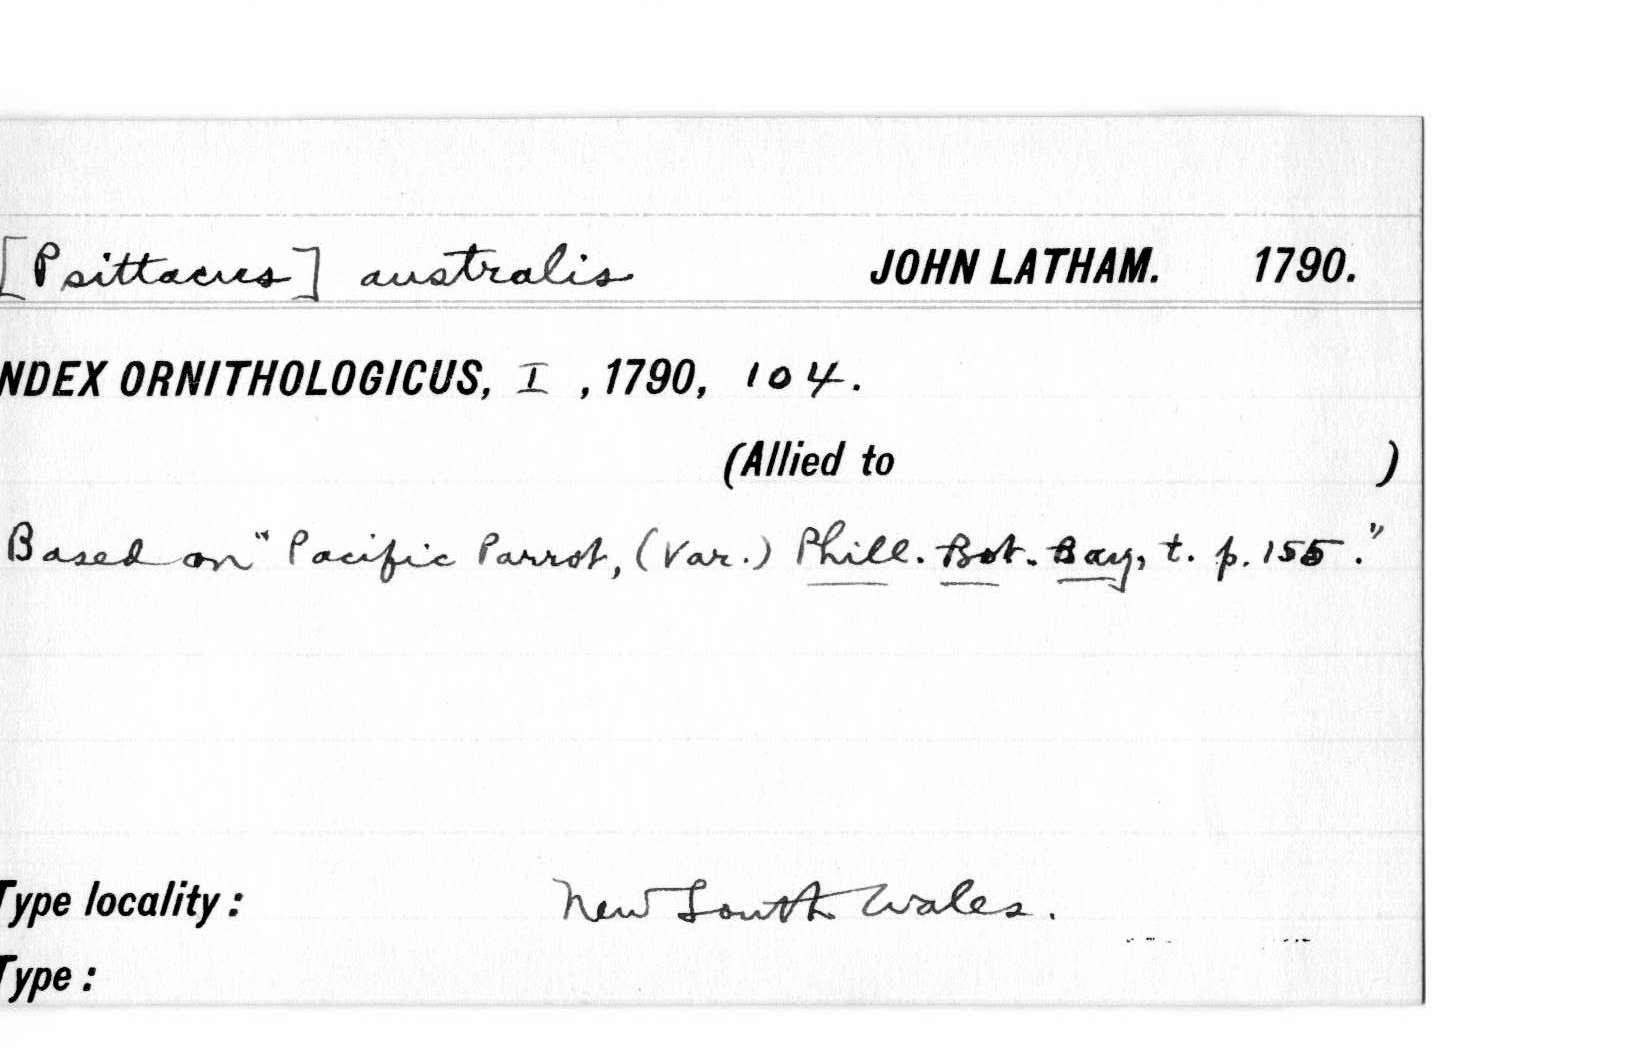 [Psittacus] australis JOHN LATHAM. 1790.
NDEX ORNITHOLOGICUS, I , 1790, 104.
(Allied to )
Based on "Pacific Parrot, (Var.) Phill. Bot. Bay, t. p. 155."
Type locality: New South Wales.
Type: